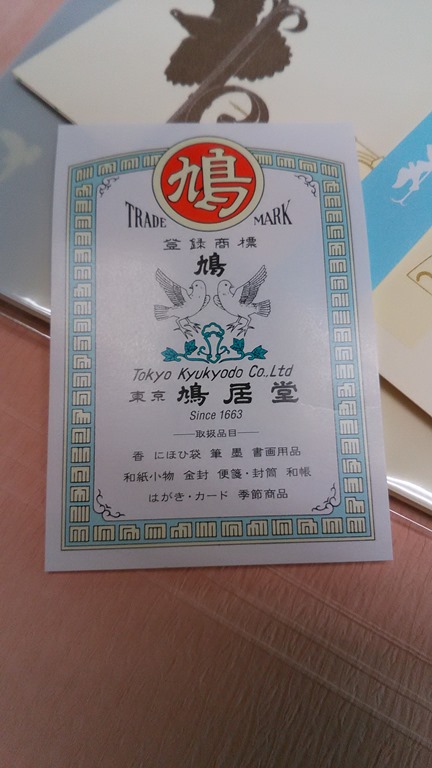 鳩
TRADE MARK
登録商標
鳩
Tokyo Kyukyodo Co.Ltd
東京 鳩居堂
Since 1663
取扱品目
香 にほひ袋 筆 墨 書画用品
和紙小物 金封 便箋・封筒 和帳
はがき・カード 季節商品